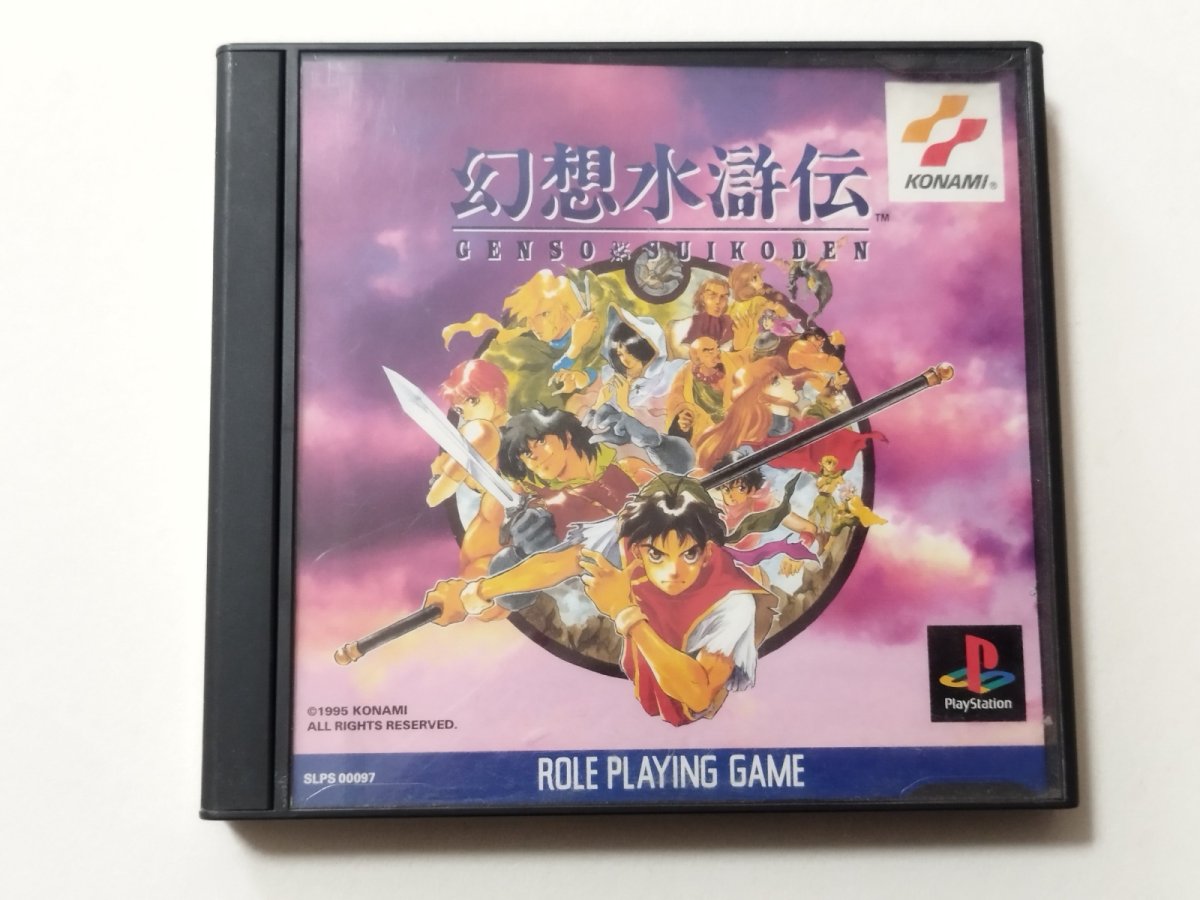 幻想水滸伝™
GENSO SUIKODEN
KONAMI®
©1995 KONAMI
ALL RIGHTS RESERVED.
PlayStation
SLPS 00097
ROLE PLAYING GAME